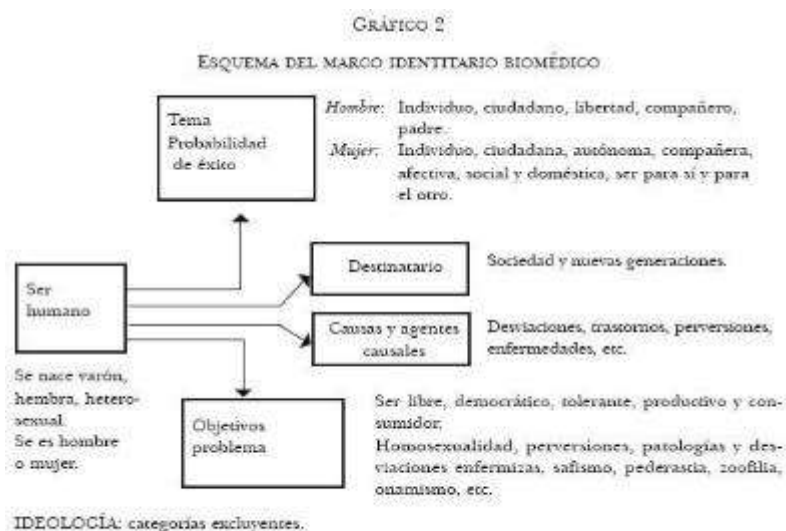 GRÁFICO 2
ESQUEMA DEL MARCO IDENTITARIO BIOMÉDICO
Tema
Probabilidad
de éxito
Hombre: Individuo, ciudadano, libertad, compañero,
padre.
Mujer: Individuo, ciudadana, autónoma, compañera,
afectiva, social y doméstica, ser para sí y para
el otro.
Ser
humano
Destinatario
Sociedad y nuevas generaciones.
Causas y agentes
causales
Desviaciones, trastornos, perversiones,
enfermedades, etc.
Se nace varón,
hembra, hetero-
sexual.
Se es hombre
o mujer.
Objetivos
problema
Ser libre, democrático, tolerante, productivo y con-
sumidor.
Homosexualidad, perversiones, patologías y des-
viaciones enfermizas, safismo, pederastia, zoofilia,
onamismo, etc.
IDEOLOGÍA: categorías excluyentes.